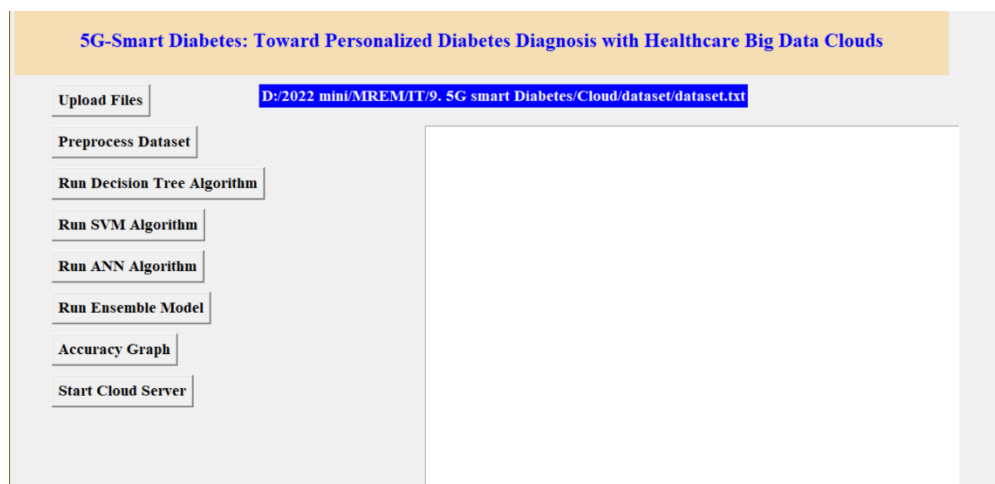 5G-Smart Diabetes: Toward Personalized Diabetes Diagnosis with Healthcare Big Data Clouds
Upload Files
D:/2022 mini/MREM/IT/9. 5G smart Diabetes/Cloud/dataset/dataset.txt
Preprocess Dataset
Run Decision Tree Algorithm
Run SVM Algorithm
Run ANN Algorithm
Run Ensemble Model
Accuracy Graph
Start Cloud Server